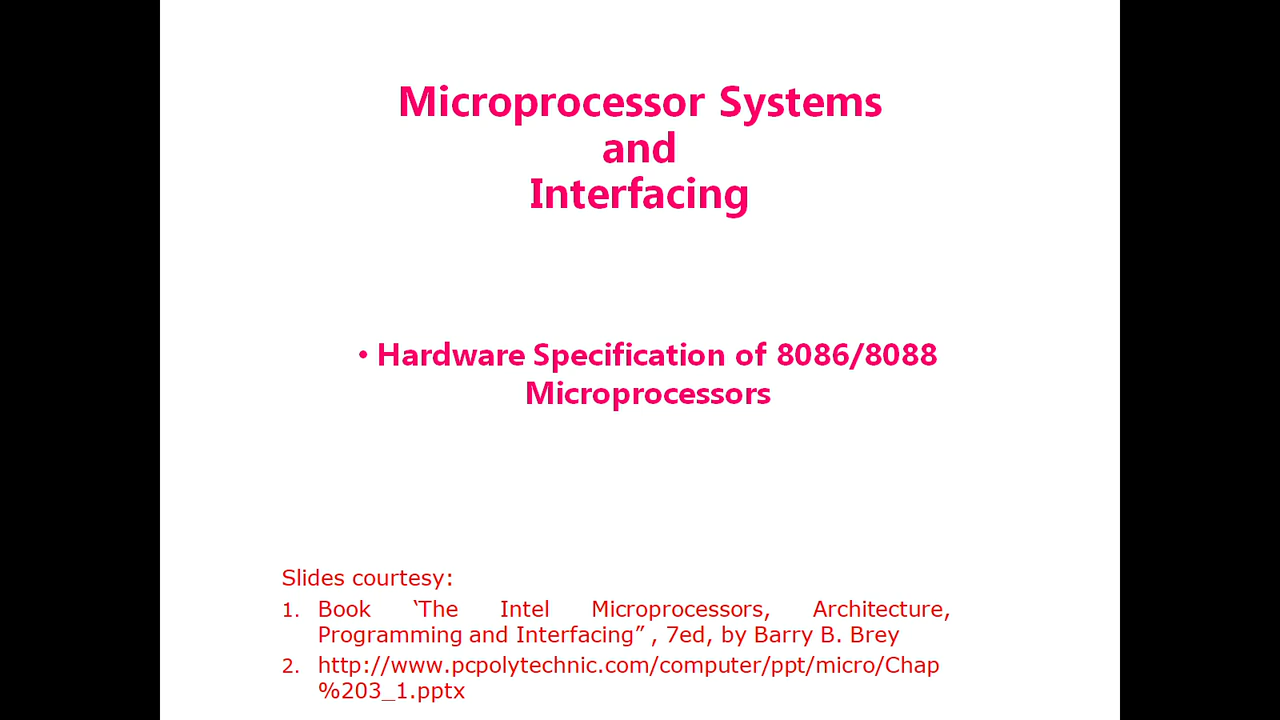 Microprocessor Systems
and
Interfacing
• Hardware Specification of 8086/8088
Microprocessors
Slides courtesy:
1. Book ‘The Intel Microprocessors, Architecture,
Programming and Interfacing” , 7ed, by Barry B. Brey
2. http://www.pcpolytechnic.com/computer/ppt/micro/Chap
%203_1.pptx